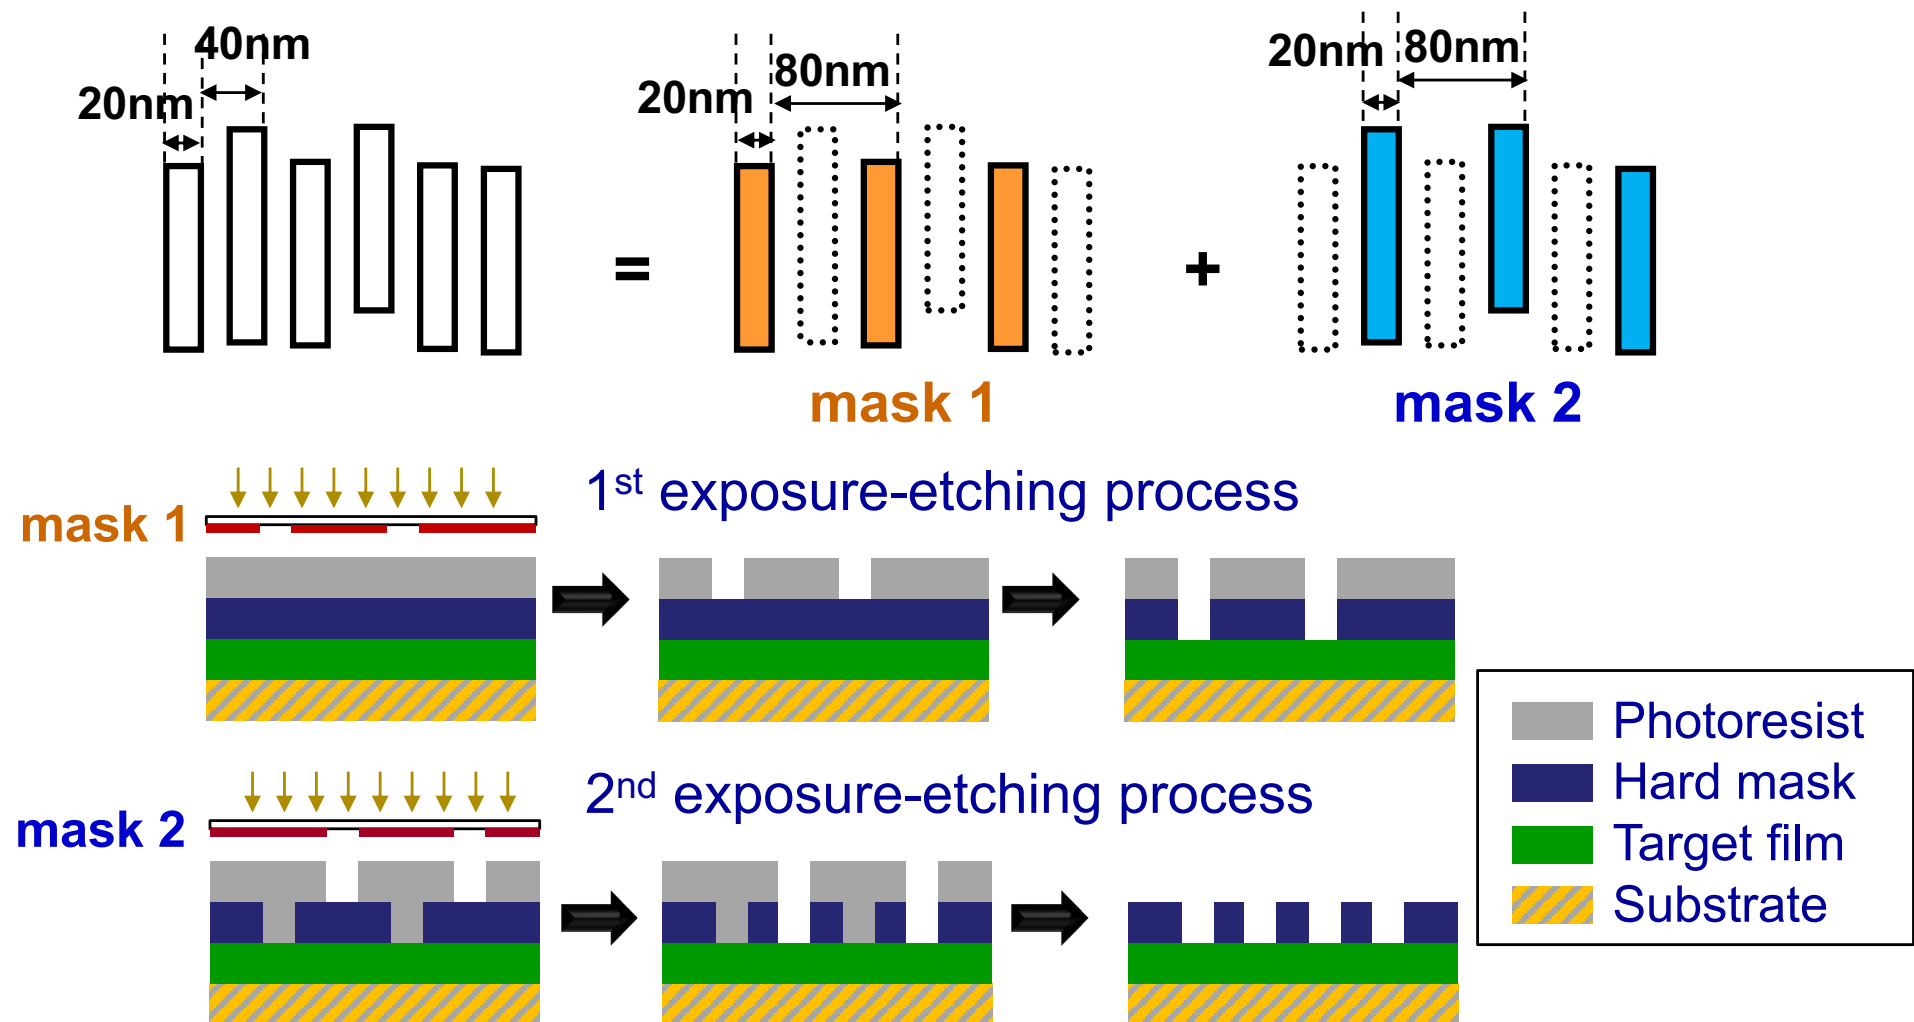 40nm
20nm
80nm
20nm
20nm 80nm
=
+
mask 1
mask 2
1st exposure-etching process
mask 1
2nd exposure-etching process
mask 2
Photoresist
Hard mask
Target film
Substrate